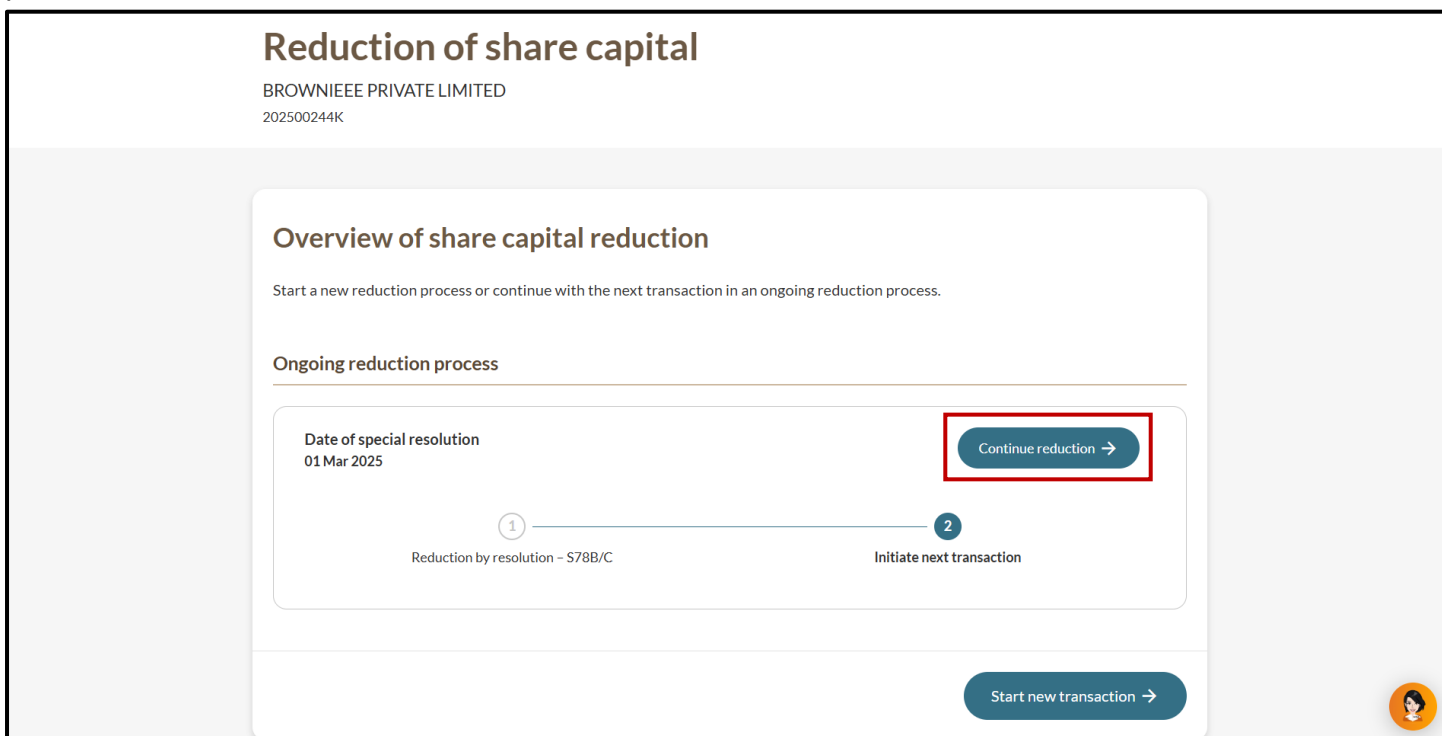 Reduction of share capital
BROWNIEEE PRIVATE LIMITED
202500244K
Overview of share capital reduction
Start a new reduction process or continue with the next transaction in an ongoing reduction process.
Ongoing reduction process
Date of special resolution
01 Mar 2025
Continue reduction →
1
2
Reduction by resolution – S78B/C
Initiate next transaction
Start new transaction →